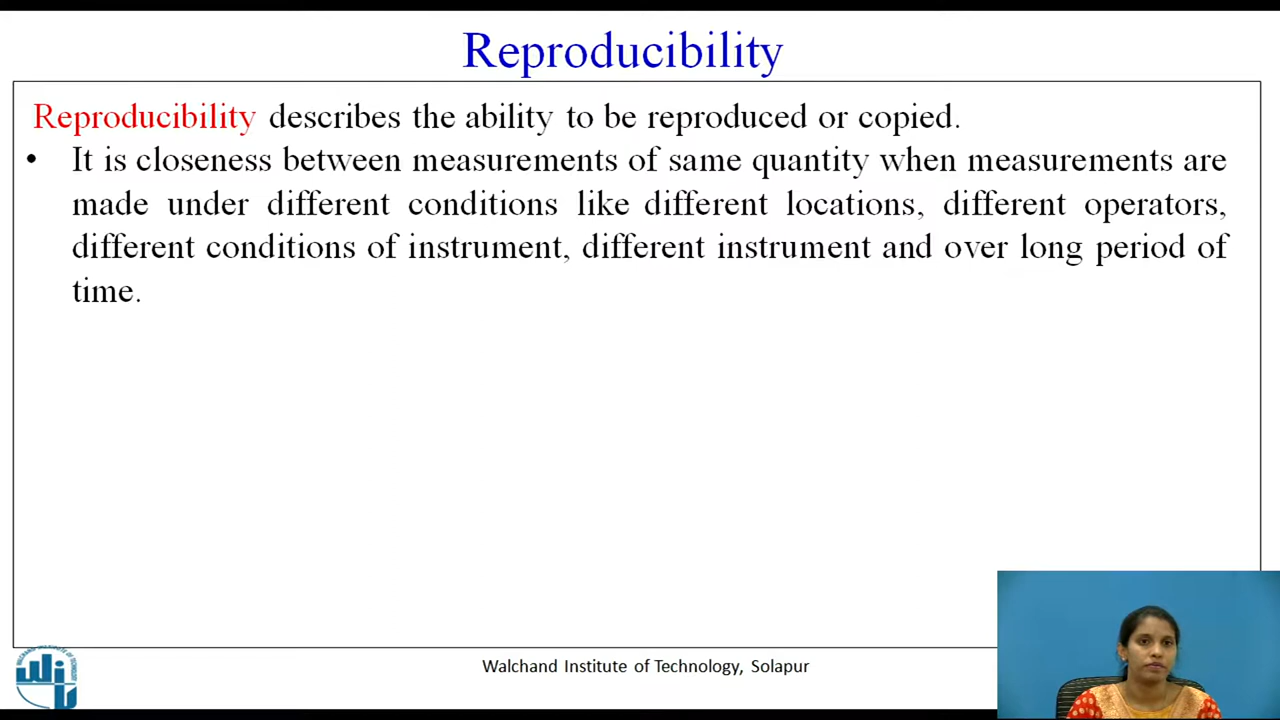 Reproducibility
Reproducibility describes the ability to be reproduced or copied.
• It is closeness between measurements of same quantity when measurements are
made under different conditions like different locations, different operators,
different conditions of instrument, different instrument and over long period of
time.
Walchand Institute of Technology, Solapur